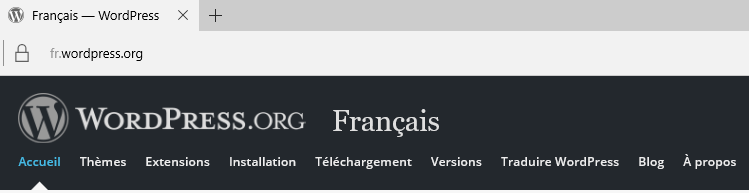 Français — WordPress
fr.wordpress.org
WORDPRESS.ORG Français
Accueil Thèmes Extensions Installation Téléchargement Versions Traduire WordPress Blog À propos